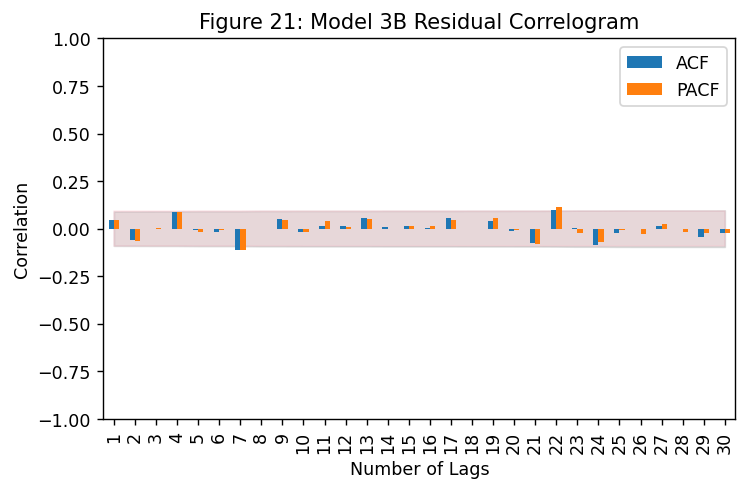 Figure 21: Model 3B Residual Correlogram
1.00
0.75
0.50
0.25
0.00
−0.25
−0.50
−0.75
−1.00
Correlation
ACF
PACF
1 2 3 4 5 6 7 8 9 10 11 12 13 14 15 16 17 18 19 20 21 22 23 24 25 26 27 28 29 30
Number of Lags